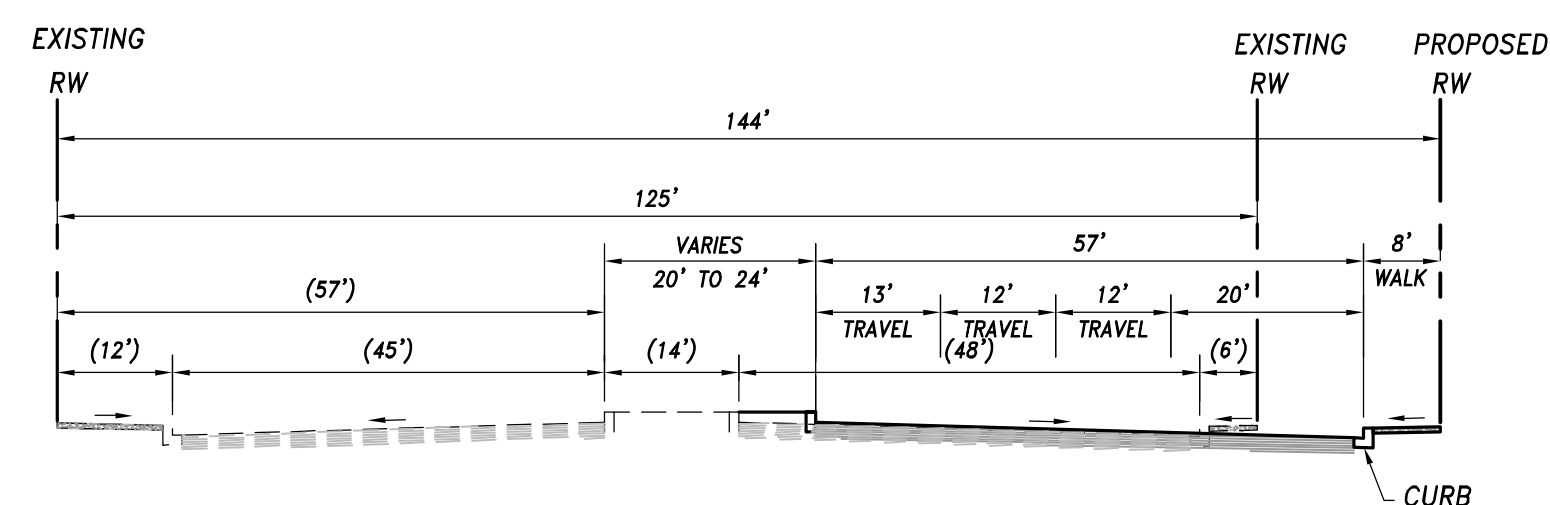 EXISTING
RW
EXISTING
RW
PROPOSED
RW
144’
125’
VARIES
20’ TO 24’
57’
8’
WALK
(57’)
13’
TRAVEL
12’
TRAVEL
12’
TRAVEL
20’
(12’)
(45’)
(14’)
(48’)
(6’)
CURB